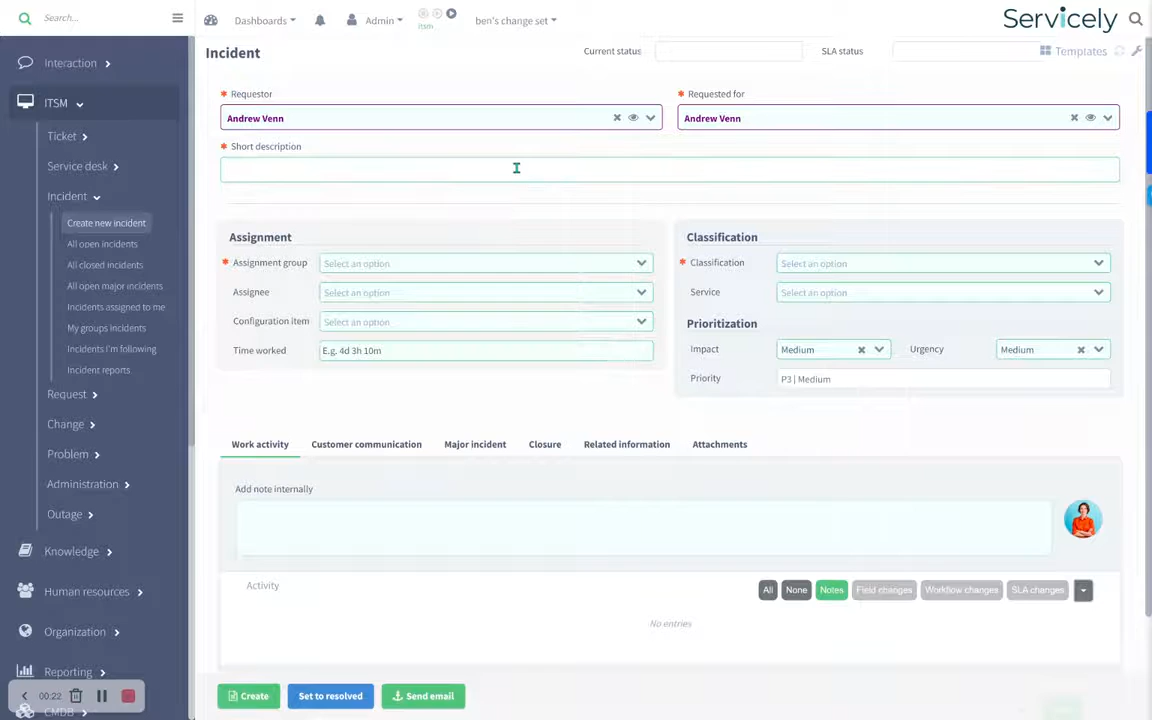 Search...
Dashboards
Admin
itsm
ben's change set
Servicely
Incident
Current status
SLA status
Templates
Interaction
ITSM
Ticket
Service desk
Incident
Create new incident
All open incidents
All closed incidents
All open major incidents
Incidents assigned to me
My groups incidents
Incidents I'm following
Incident reports
Request
Change
Problem
Administration
Outage
Knowledge
Human resources
Organization
Reporting
CMDB
00:22
* Requestor
Andrew Venn
* Requested for
Andrew Venn
* Short description
Assignment
* Assignment group Select an option
Assignee Select an option
Configuration item Select an option
Time worked E.g. 4d 3h 10m
Classification
* Classification Select an option
Service Select an option
Prioritization
Impact Medium Urgency Medium
Priority P3 | Medium
Work activity Customer communication Major incident Closure Related information Attachments
Add note internally
Activity All None Notes Field changes Workflow changes SLA changes
No entries
Create Set to resolved Send email